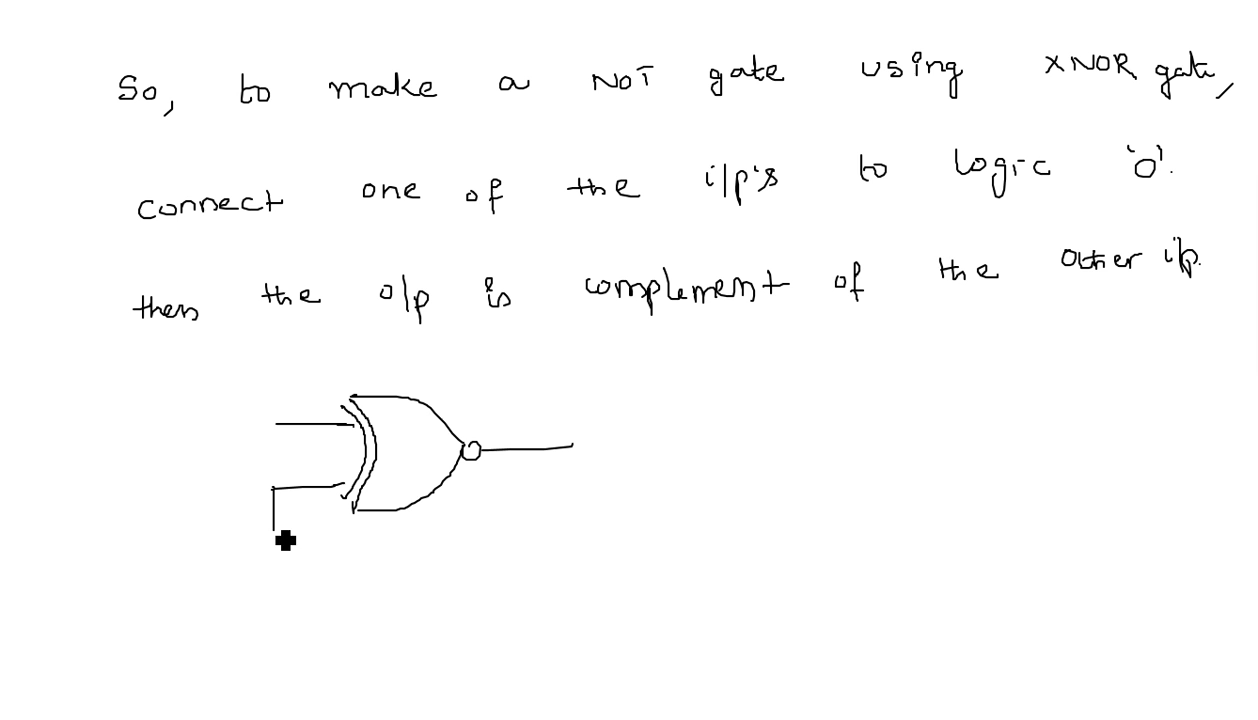 So, to make a NOT gate using XNOR gate,
connect one of the i/p's to logic '0'.
then the o/p is complement of the other i/p.